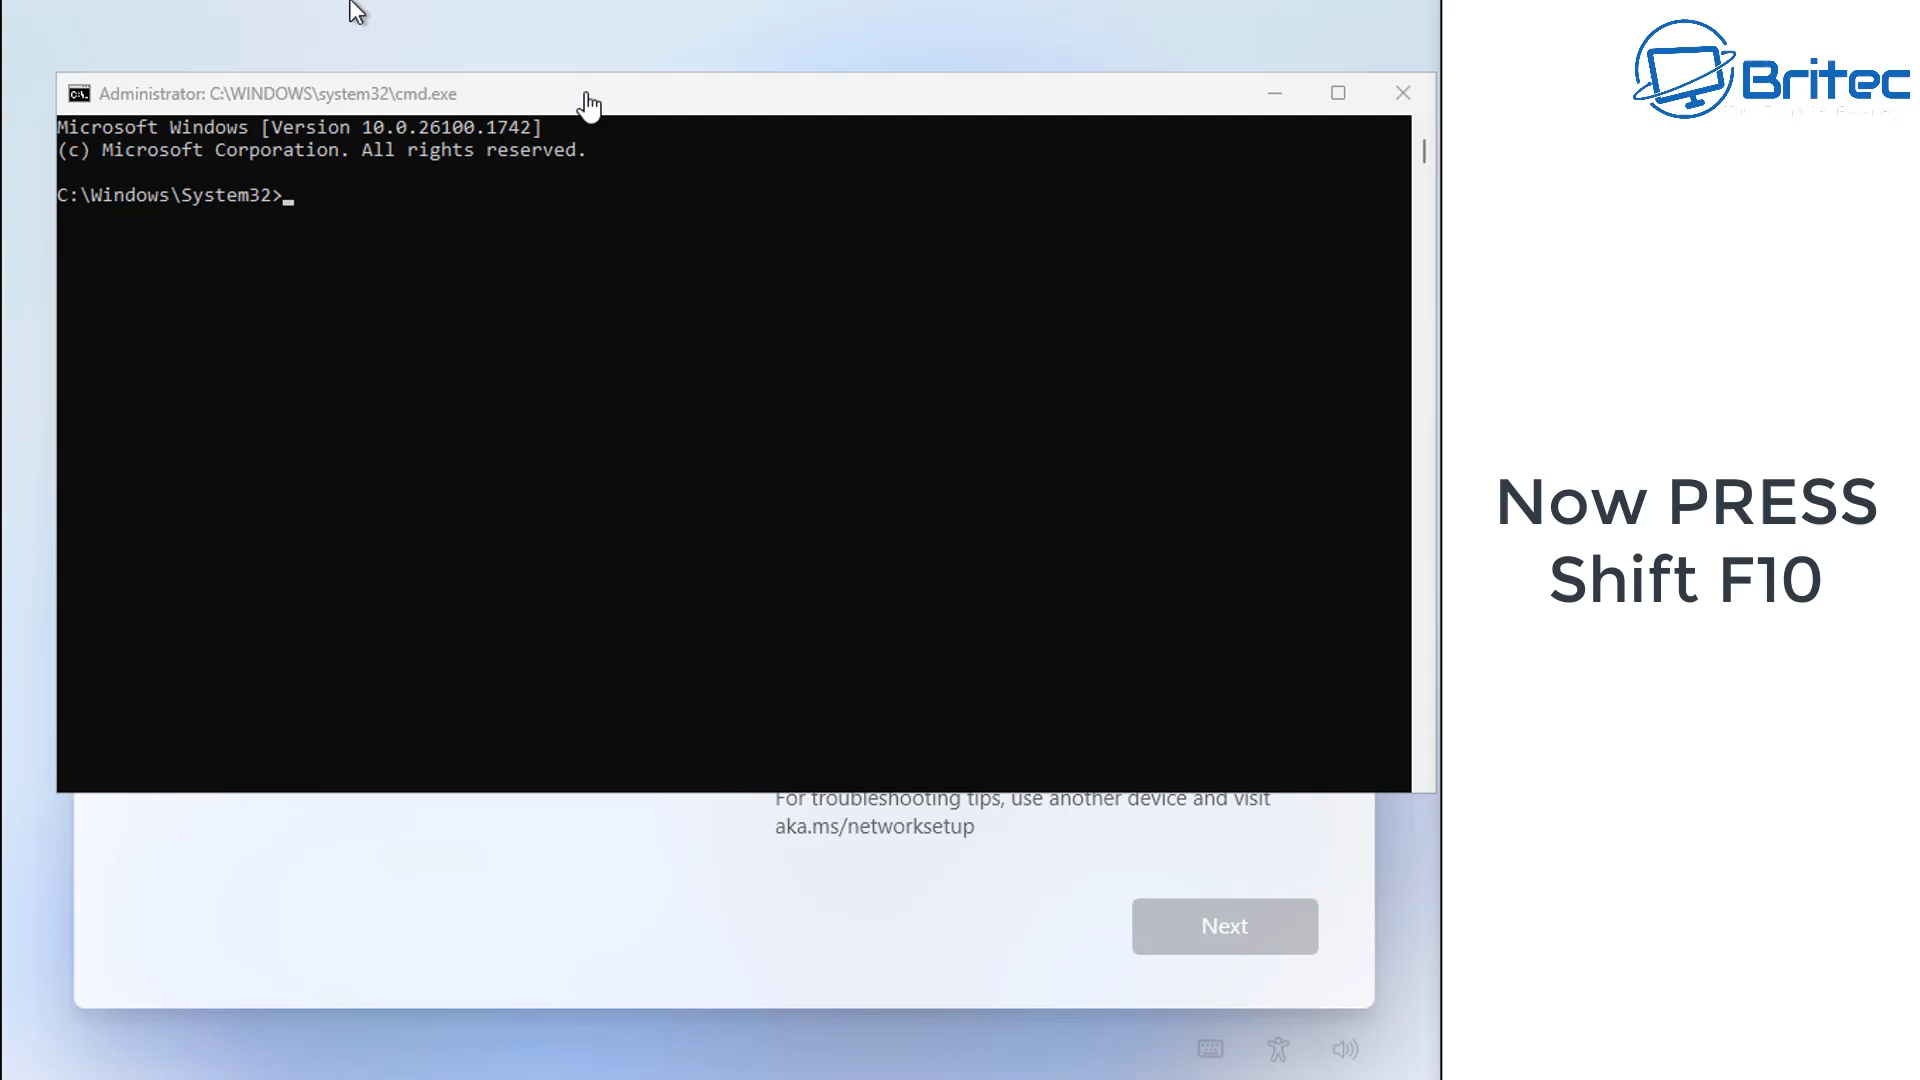 Administrator: C:\WINDOWS\system32\cmd.exe
Microsoft Windows [Version 10.0.26100.1742]
(c) Microsoft Corporation. All rights reserved.
C:\Windows\System32>
For troubleshooting tips, use another device and visit
aka.ms/networksetup
Next
Britec
Now PRESS
Shift F10